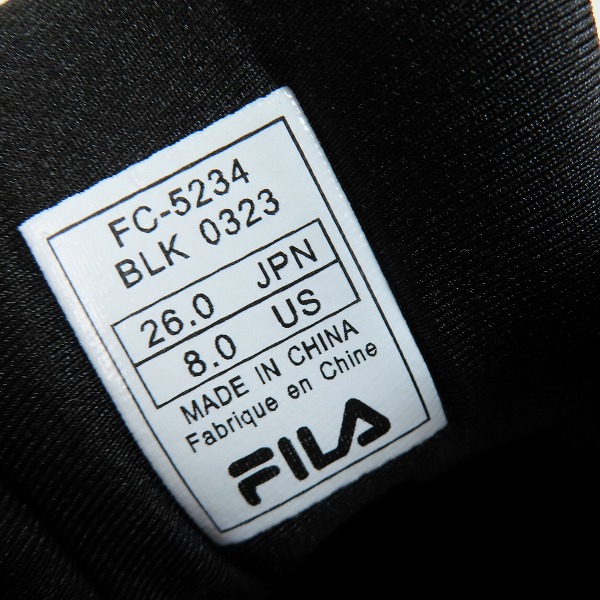 FC-5234
BLK 0323
26.0 JPN
8.0 US
MADE IN CHINA
Fabrique en Chine
FILA